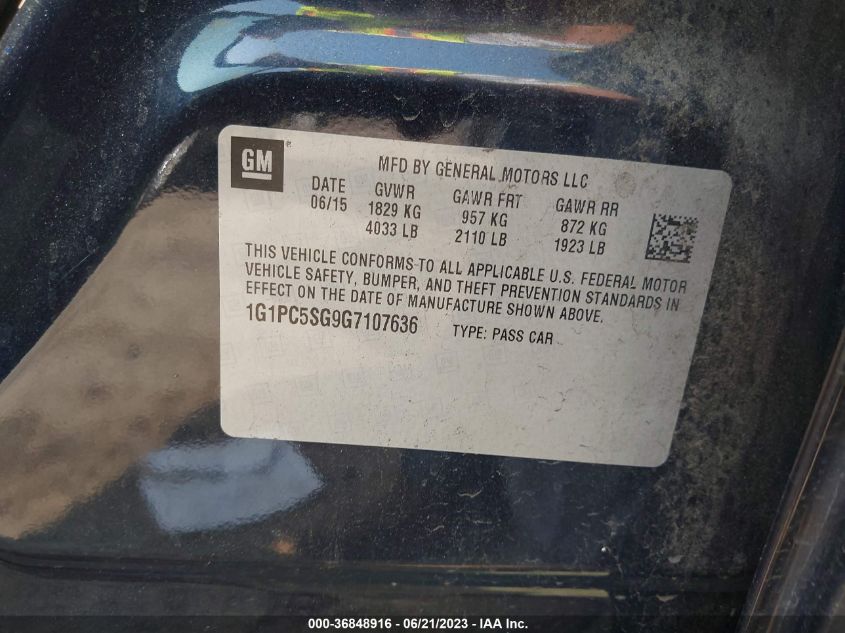 GM
MFD BY GENERAL MOTORS LLC
DATE GVWR GAWR FRT GAWR RR
06/15 1829 KG 957 KG 872 KG
4033 LB 2110 LB 1923 LB
THIS VEHICLE CONFORMS TO ALL APPLICABLE U.S. FEDERAL MOTOR
VEHICLE SAFETY, BUMPER, AND THEFT PREVENTION STANDARDS IN
EFFECT ON THE DATE OF MANUFACTURE SHOWN ABOVE.
1G1PC5SG9G7107636 TYPE: PASS CAR
000-36848916 - 06/21/2023 - IAA Inc.